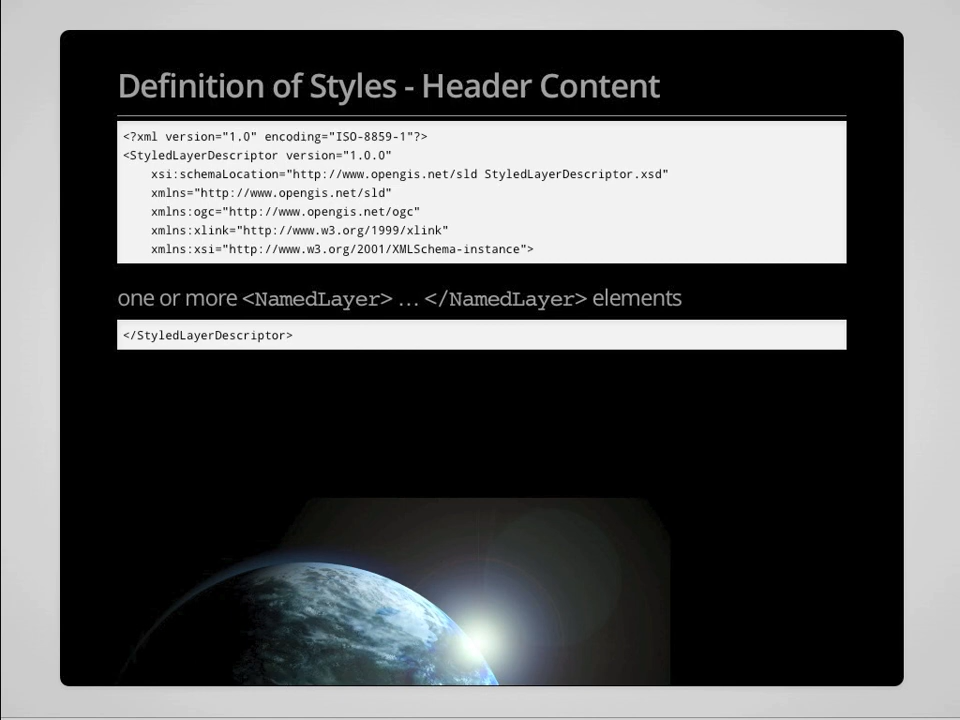 Definition of Styles - Header Content
<?xml version="1.0" encoding="ISO-8859-1"?>
<StyledLayerDescriptor version="1.0.0"
    xsi:schemaLocation="http://www.opengis.net/sld StyledLayerDescriptor.xsd"
    xmlns="http://www.opengis.net/sld"
    xmlns:ogc="http://www.opengis.net/ogc"
    xmlns:xlink="http://www.w3.org/1999/xlink"
    xmlns:xsi="http://www.w3.org/2001/XMLSchema-instance">
one or more <NamedLayer> … </NamedLayer> elements
</StyledLayerDescriptor>